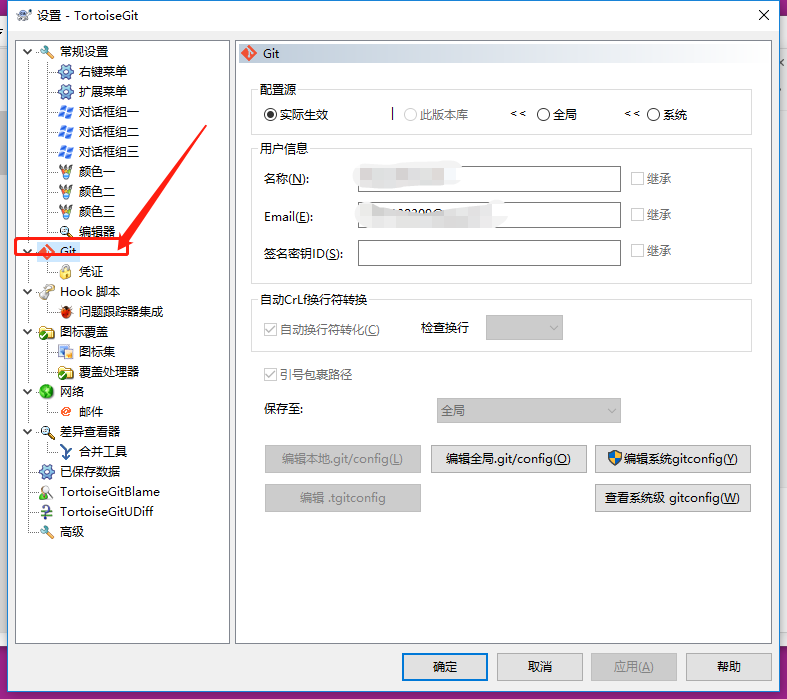 设置 - TortoiseGit
常规设置
右键菜单
扩展菜单
对话框组一
对话框组二
对话框组三
颜色一
颜色二
颜色三
编辑器
Git
凭证
Hook 脚本
问题跟踪器集成
图标覆盖
图标集
覆盖处理器
网络
邮件
差异查看器
合并工具
已保存数据
TortoiseGitBlame
TortoiseGitUDiff
高级
Git
配置源
实际生效 此版本库 << 全局 << 系统
用户信息
名称(N): 继承
Email(E): 继承
签名密钥ID(S): 继承
自动CrLf换行符转换
自动换行符转化(C) 检查换行
引号包裹路径
保存至: 全局
编辑本地.git/config(L) 编辑全局.git/config(O) 编辑系统gitconfig(Y)
编辑 .tgitconfig 查看系统级 gitconfig(W)
确定 取消 应用(A) 帮助